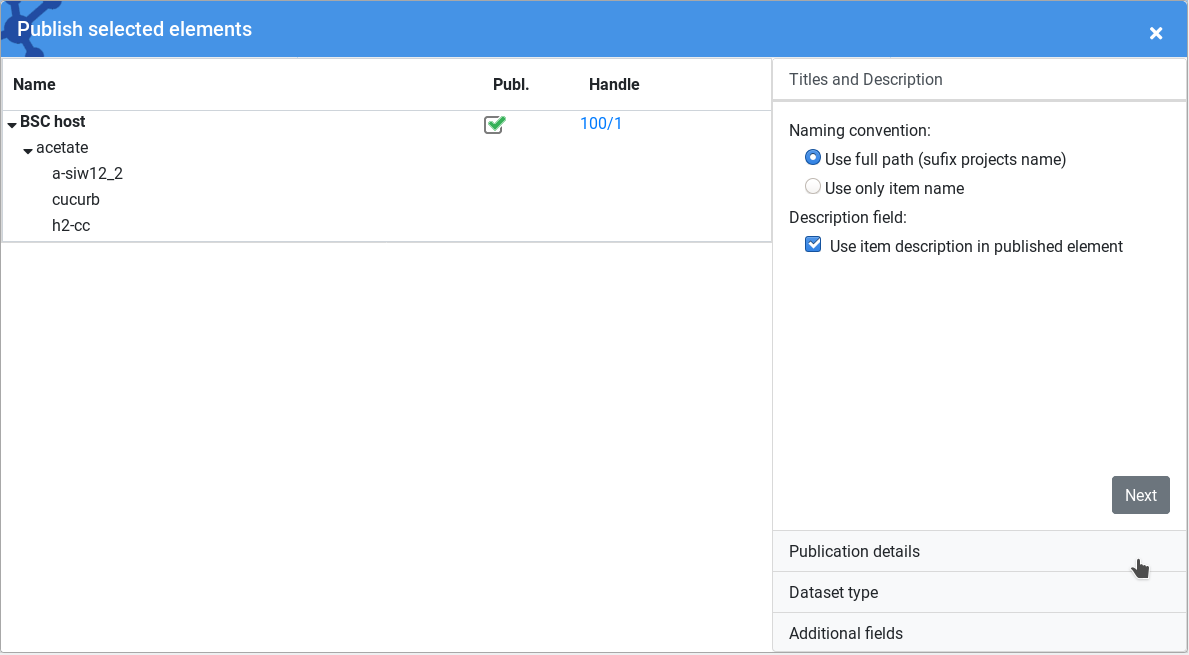 Publish selected elements
×
Name Publ. Handle
BSC host 100/1
acetate
a-siw12_2
cucurb
h2-cc
Titles and Description
Naming convention:
Use full path (sufix projects name)
Use only item name
Description field:
Use item description in published element
Next
Publication details
Dataset type
Additional fields